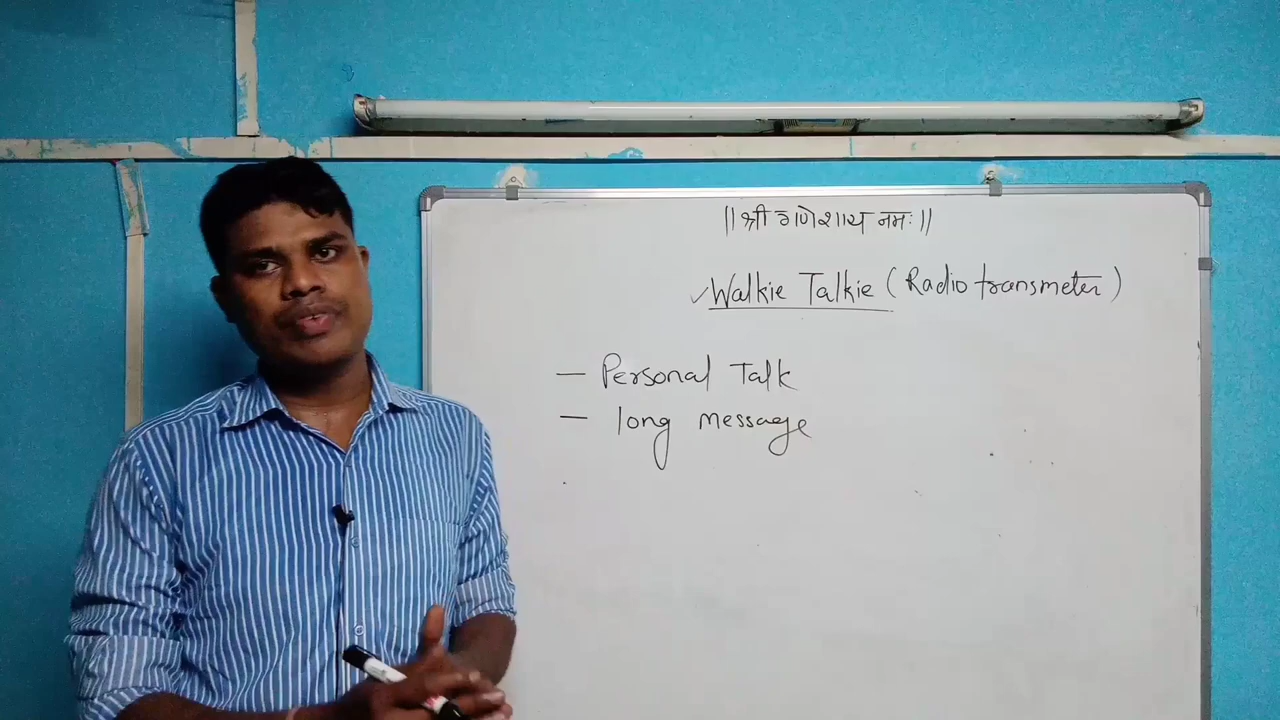 ||श्री गणेशाय नमः||
Walkie Talkie (Radio transmeter)
— Personal Talk
— long message